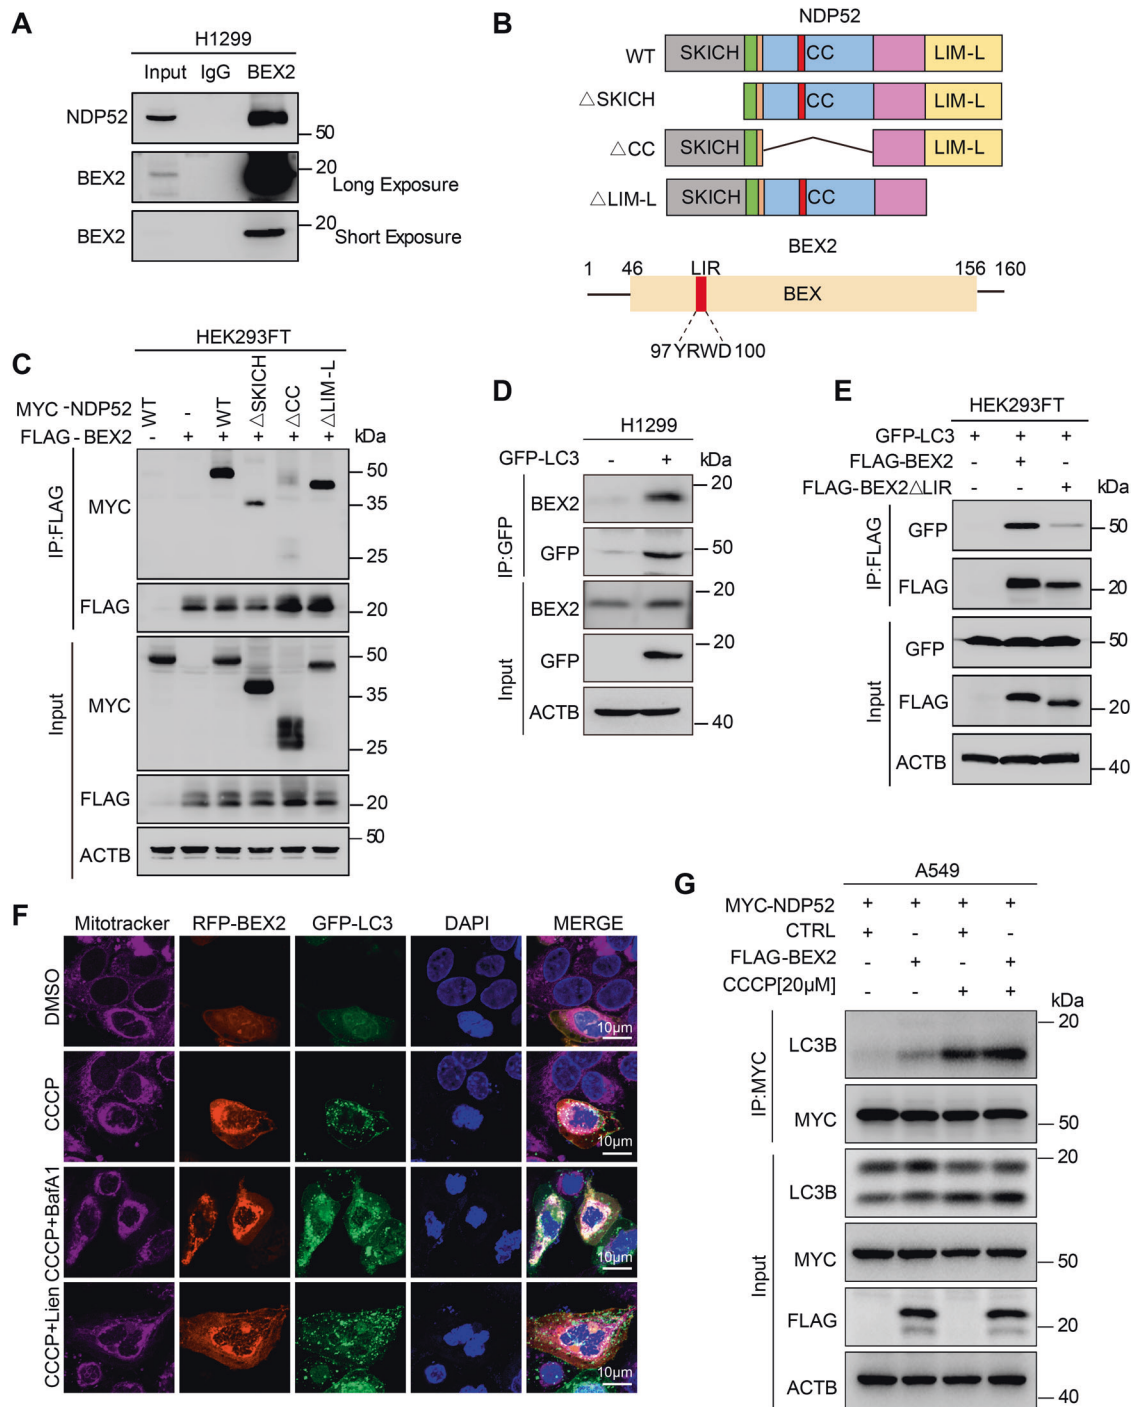 A
H1299
Input IgG BEX2
NDP52
50
BEX2
20
Long Exposure
BEX2
20
Short Exposure
B
NDP52
WT SKICH CC LIM-L
△SKICH CC LIM-L
△CC SKICH LIM-L
△LIM-L SKICH CC
BEX2
1 46 LIR 156 160
BEX
97 YRWD 100
C
HEK293FT
MYC-NDP52 WT - WT △SKICH △CC △LIM-L
FLAG-BEX2 - + + + + + kDa
IP:FLAG
MYC
50
35
25
FLAG
20
Input
MYC
50
35
25
FLAG
20
ACTB
50
D
H1299
GFP-LC3 - + kDa
IP:GFP
BEX2
20
GFP
50
Input
BEX2
20
GFP
20
ACTB
40
E
HEK293FT
GFP-LC3 + + +
FLAG-BEX2 - + -
FLAG-BEX2△LIR - - + kDa
IP:FLAG
GFP
50
FLAG
20
Input
GFP
50
FLAG
20
ACTB
40
F
Mitotracker RFP-BEX2 GFP-LC3 DAPI MERGE
DMSO
10μm
CCCP
10μm
CCCP+BafA1
10μm
CCCP+Lien
10μm
G
A549
MYC-NDP52 + + + +
CTRL + - + -
FLAG-BEX2 - + - +
CCCP[20μM] - - + +
kDa
IP:MYC
LC3B
20
MYC
50
Input
LC3B
20
MYC
50
FLAG
20
ACTB
40